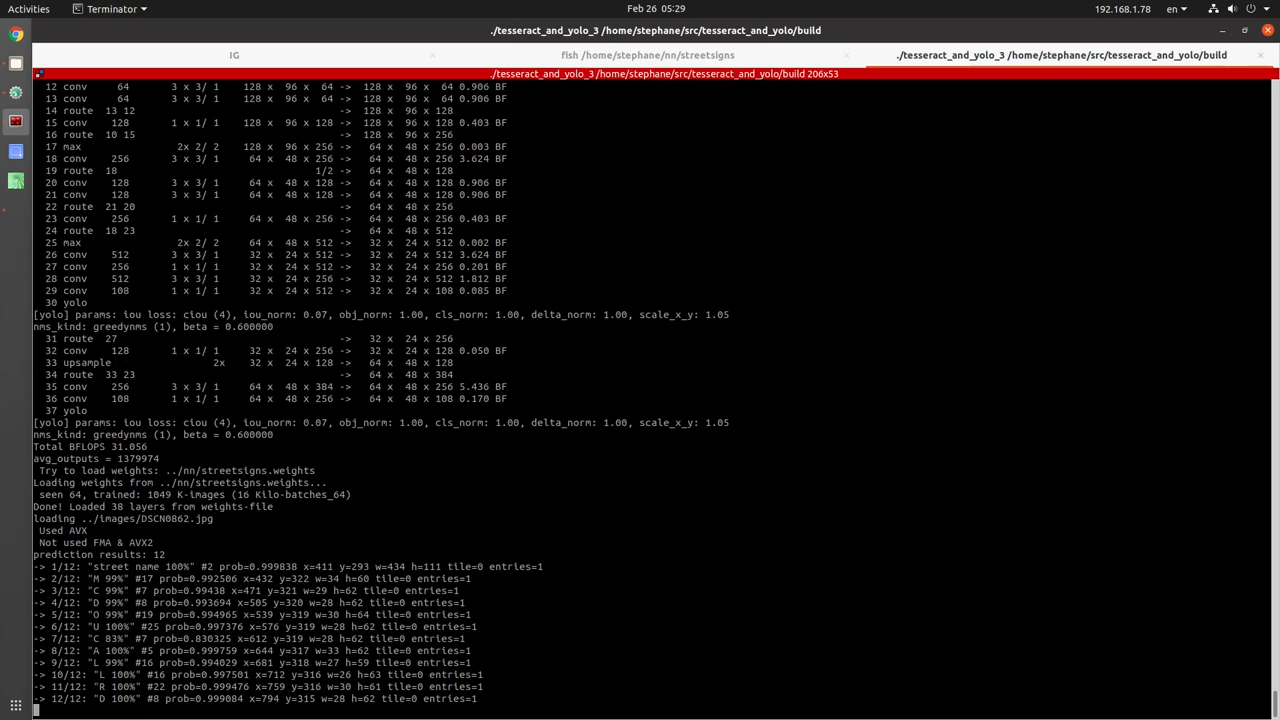 Activities
Terminator
Feb 26 05:29
192.168.1.78
en
./tesseract_and_yolo_3 /home/stephane/src/tesseract_and_yolo/build
IG
fish /home/stephane/nn/streetsigns
./tesseract_and_yolo_3 /home/stephane/src/tesseract_and_yolo/build
./tesseract_and_yolo_3 /home/stephane/src/tesseract_and_yolo/build 206x53
12 conv 64 3 x 3/ 1 128 x 96 x 64 -> 128 x 96 x 64 0.906 BF
13 conv 64 3 x 3/ 1 128 x 96 x 64 -> 128 x 96 x 64 0.906 BF
14 route 13 12 -> 128 x 96 x 128
15 conv 128 1 x 1/ 1 128 x 96 x 128 -> 128 x 96 x 128 0.403 BF
16 route 10 15 -> 128 x 96 x 256
17 max 2x 2/ 2 128 x 96 x 256 -> 64 x 48 x 256 0.003 BF
18 conv 256 3 x 3/ 1 64 x 48 x 256 -> 64 x 48 x 256 3.624 BF
19 route 18 1/2 -> 64 x 48 x 128
20 conv 128 3 x 3/ 1 64 x 48 x 128 -> 64 x 48 x 128 0.906 BF
21 conv 128 3 x 3/ 1 64 x 48 x 128 -> 64 x 48 x 128 0.906 BF
22 route 21 20 -> 64 x 48 x 256
23 conv 256 1 x 1/ 1 64 x 48 x 256 -> 64 x 48 x 256 0.403 BF
24 route 18 23 -> 64 x 48 x 512
25 max 2x 2/ 2 64 x 48 x 512 -> 32 x 24 x 512 0.002 BF
26 conv 512 3 x 3/ 1 32 x 24 x 512 -> 32 x 24 x 512 3.624 BF
27 conv 256 1 x 1/ 1 32 x 24 x 512 -> 32 x 24 x 256 0.201 BF
28 conv 512 3 x 3/ 1 32 x 24 x 256 -> 32 x 24 x 512 1.812 BF
29 conv 108 1 x 1/ 1 32 x 24 x 512 -> 32 x 24 x 108 0.085 BF
30 yolo
[yolo] params: iou loss: ciou (4), iou_norm: 0.07, obj_norm: 1.00, cls_norm: 1.00, delta_norm: 1.00, scale_x_y: 1.05
nms_kind: greedynms (1), beta = 0.600000
31 route 27 -> 32 x 24 x 256
32 conv 128 1 x 1/ 1 32 x 24 x 256 -> 32 x 24 x 128 0.050 BF
33 upsample 2x 32 x 24 x 128 -> 64 x 48 x 128
34 route 33 23 -> 64 x 48 x 384
35 conv 256 3 x 3/ 1 64 x 48 x 384 -> 64 x 48 x 256 5.436 BF
36 conv 108 1 x 1/ 1 64 x 48 x 256 -> 64 x 48 x 108 0.170 BF
37 yolo
[yolo] params: iou loss: ciou (4), iou_norm: 0.07, obj_norm: 1.00, cls_norm: 1.00, delta_norm: 1.00, scale_x_y: 1.05
nms_kind: greedynms (1), beta = 0.600000
Total BFLOPS 31.056
avg_outputs = 1379974
Try to load weights: ../nn/streetsigns.weights
Loading weights from ../nn/streetsigns.weights...
seen 64, trained: 1049 K-images (16 Kilo-batches_64)
Done! Loaded 38 layers from weights-file
loading ../images/DSCN0862.jpg
Used AVX
Not used FMA & AVX2
prediction results: 12
-> 1/12: "street name 100%" #2 prob=0.999838 x=411 y=293 w=434 h=111 tile=0 entries=1
-> 2/12: "M 99%" #17 prob=0.992506 x=432 y=322 w=34 h=60 tile=0 entries=1
-> 3/12: "C 99%" #7 prob=0.99438 x=471 y=321 w=29 h=62 tile=0 entries=1
-> 4/12: "D 99%" #8 prob=0.993694 x=505 y=320 w=28 h=62 tile=0 entries=1
-> 5/12: "O 99%" #19 prob=0.994965 x=539 y=319 w=30 h=64 tile=0 entries=1
-> 6/12: "U 100%" #25 prob=0.997376 x=576 y=319 w=28 h=62 tile=0 entries=1
-> 7/12: "C 83%" #7 prob=0.830325 x=612 y=319 w=28 h=62 tile=0 entries=1
-> 8/12: "A 100%" #5 prob=0.999758 x=644 y=317 w=33 h=62 tile=0 entries=1
-> 9/12: "L 99%" #16 prob=0.994029 x=681 y=318 w=27 h=59 tile=0 entries=1
-> 10/12: "L 100%" #16 prob=0.997501 x=712 y=316 w=26 h=63 tile=0 entries=1
-> 11/12: "R 100%" #22 prob=0.999476 x=759 y=316 w=30 h=61 tile=0 entries=1
-> 12/12: "D 100%" #8 prob=0.999084 x=794 y=315 w=28 h=62 tile=0 entries=1